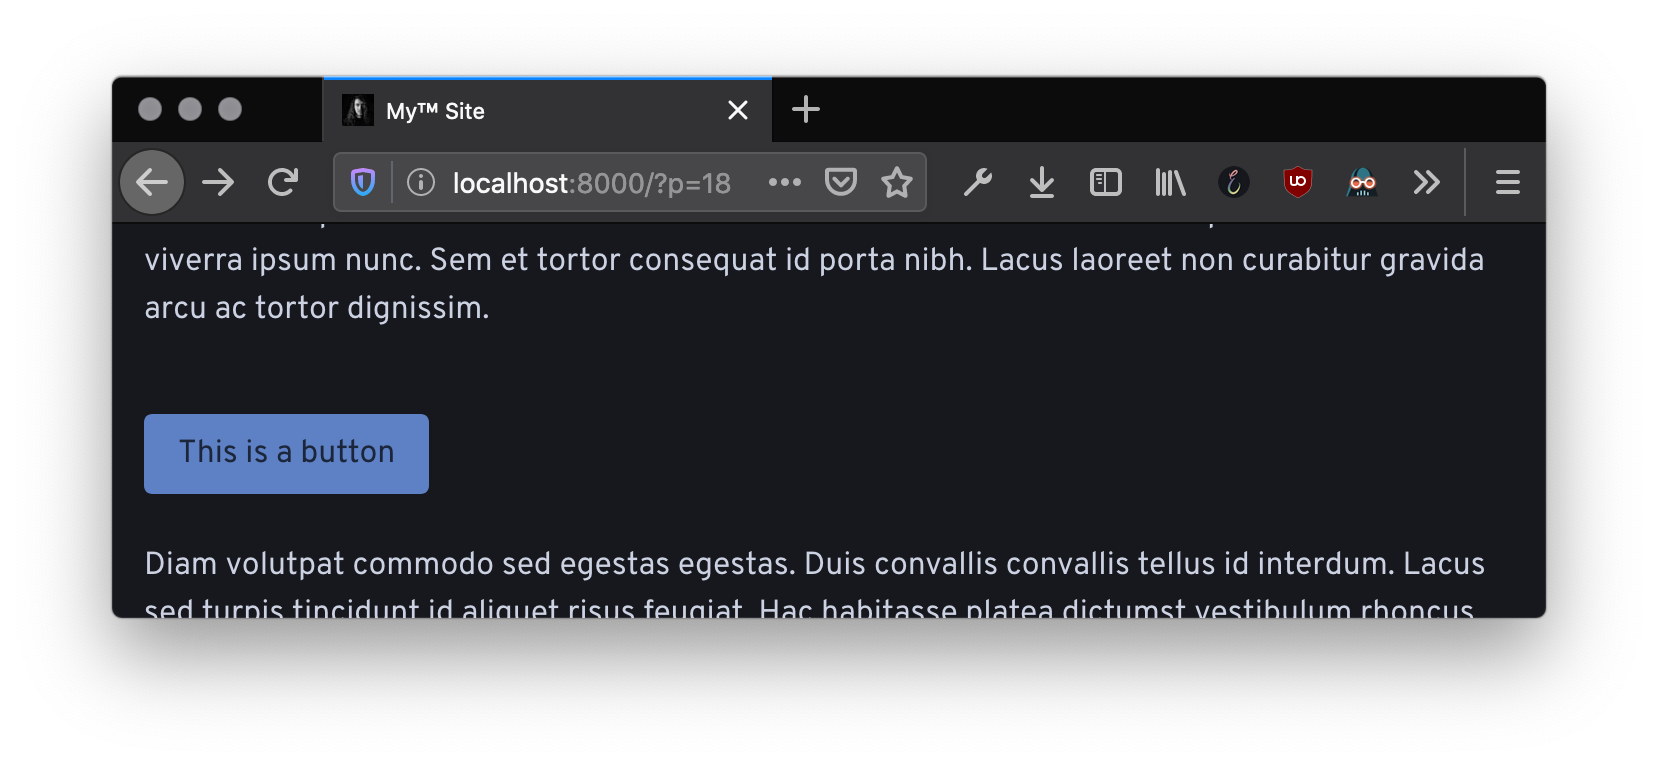 My™ Site
localhost:8000/?p=18
viverra ipsum nunc. Sem et tortor consequat id porta nibh. Lacus laoreet non curabitur gravida
arcu ac tortor dignissim.
This is a button
Diam volutpat commodo sed egestas egestas. Duis convallis convallis tellus id interdum. Lacus
sed turpis tincidunt id aliquet risus feugiat. Hac habitasse platea dictumst vestibulum rhoncus